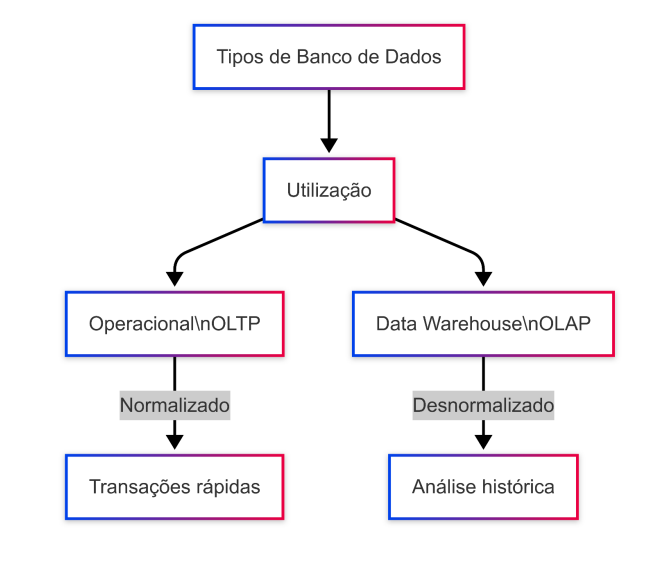 Tipos de Banco de Dados
Utilização
Operacional\nOLTP
Data Warehouse\nOLAP
Normalizado
Desnormalizado
Transações rápidas
Análise histórica